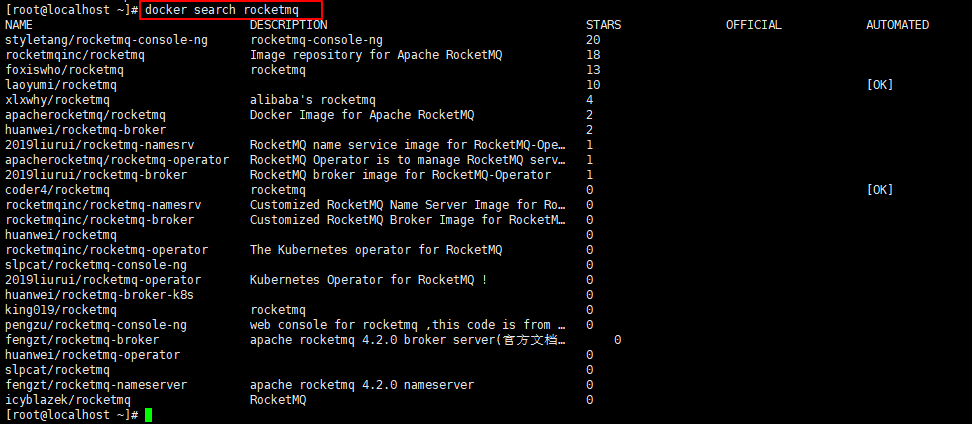 [root@localhost ~]# docker search rocketmq
NAME DESCRIPTION STARS OFFICIAL AUTOMATED
styletang/rocketmq-console-ng rocketmq-console-ng 20
rocketmqinc/rocketmq Image repository for Apache RocketMQ 18
foxiswho/rocketmq rocketmq 13
laoyumi/rocketmq 10 [OK]
xlxwhy/rocketmq alibaba's rocketmq 4
apacherocketmq/rocketmq Docker Image for Apache RocketMQ 2
huanwei/rocketmq-broker 2
2019liurui/rocketmq-namesrv RocketMQ name service image for RocketMQ-Ope… 1
apacherocketmq/rocketmq-operator RocketMQ Operator is to manage RocketMQ serv… 1
2019liurui/rocketmq-broker RocketMQ broker image for RocketMQ-Operator 1
coder4/rocketmq rocketmq 0 [OK]
rocketmqinc/rocketmq-namesrv Customized RocketMQ Name Server Image for Ro… 0
rocketmqinc/rocketmq-broker Customized RocketMQ Broker Image for RocketM… 0
huanwei/rocketmq 0
rocketmqinc/rocketmq-operator The Kubernetes operator for RocketMQ 0
slpcat/rocketmq-console-ng 0
2019liurui/rocketmq-operator Kubernetes Operator for RocketMQ ! 0
huanwei/rocketmq-broker-k8s 0
king019/rocketmq rocketmq 0
pengzu/rocketmq-console-ng web console for rocketmq ,this code is from … 0
fengzt/rocketmq-broker apache rocketmq 4.2.0 broker server(官方文档… 0
huanwei/rocketmq-operator 0
slpcat/rocketmq 0
fengzt/rocketmq-nameserver apache rocketmq 4.2.0 nameserver 0
icyblazek/rocketmq RocketMQ 0
[root@localhost ~]#